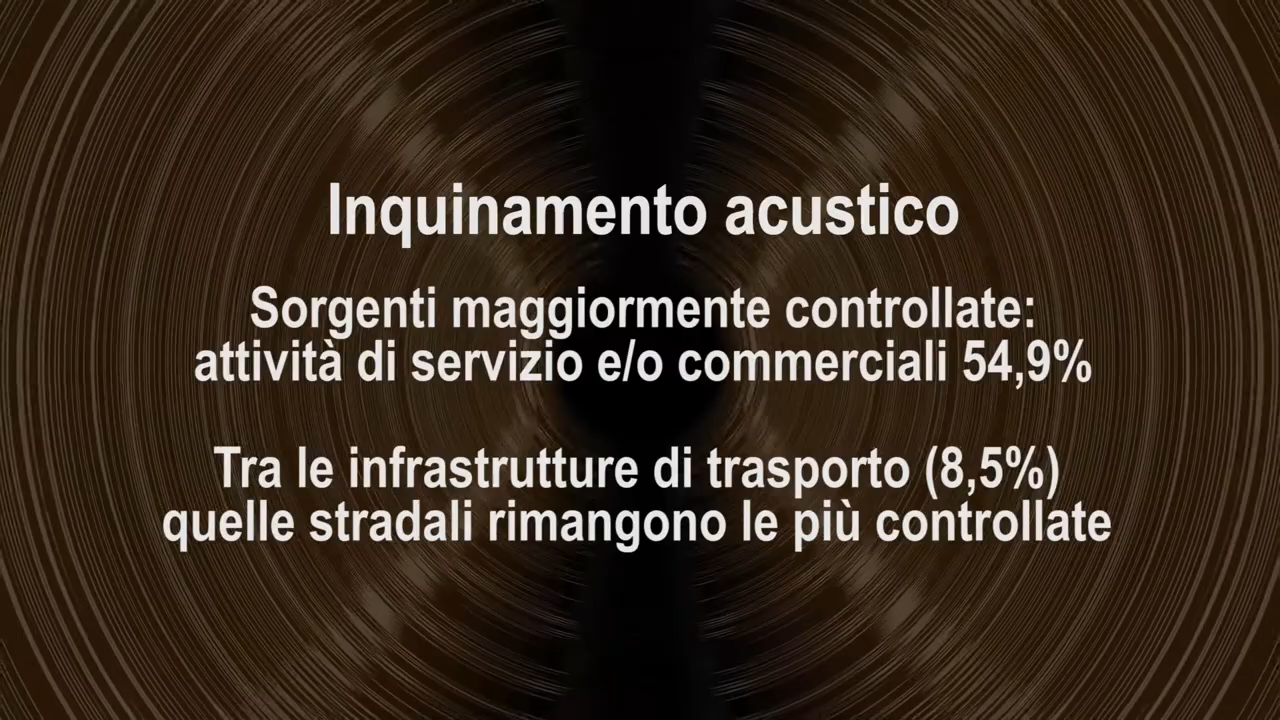 Inquinamento acustico
Sorgenti maggiormente controllate:
attività di servizio e/o commerciali 54,9%
Tra le infrastrutture di trasporto (8,5%)
quelle stradali rimangono le più controllate